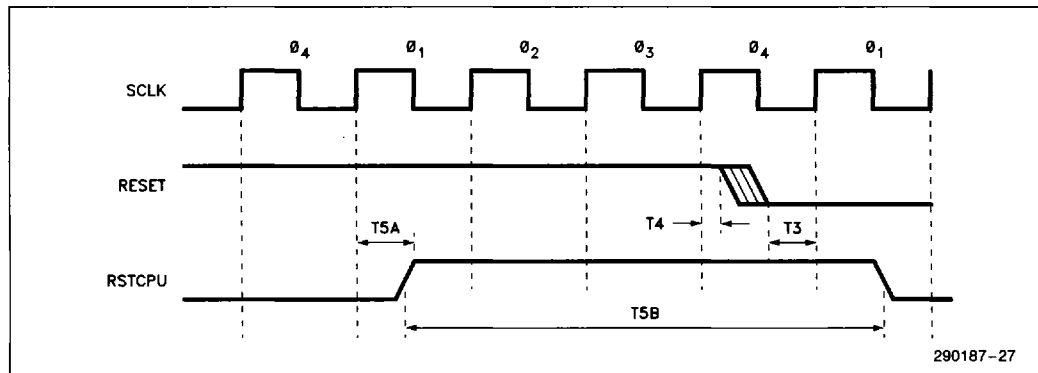 ø4 ø1 ø2 ø3 ø4 ø1
SCLK
RESET
T5A T4 T3
RSTCPU
T5B
290187-27